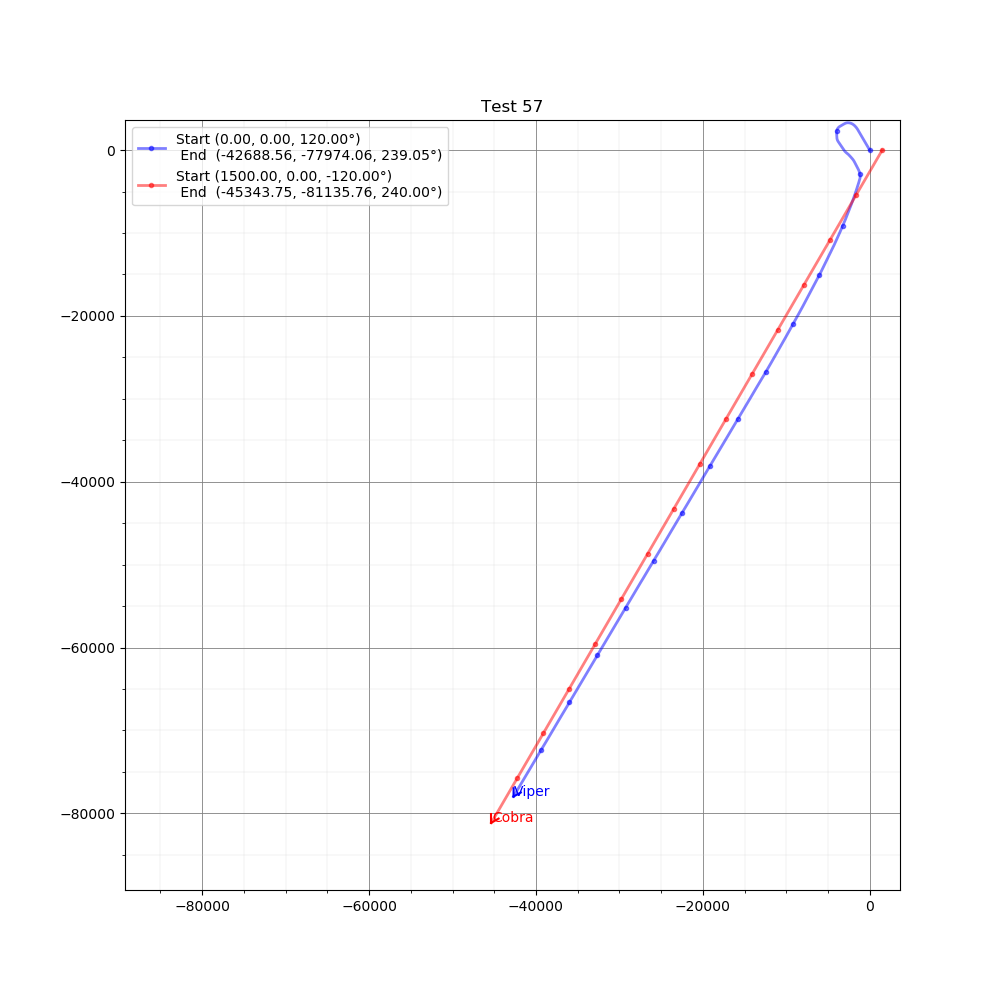 Test 57
Start (0.00, 0.00, 120.00°)
End (-42688.56, -77974.06, 239.05°)
Start (1500.00, 0.00, -120.00°)
End (-45343.75, -81135.76, 240.00°)
0
−20000
−40000
−60000
−80000
Viper
Cobra
−80000
−60000
−40000
−20000
0